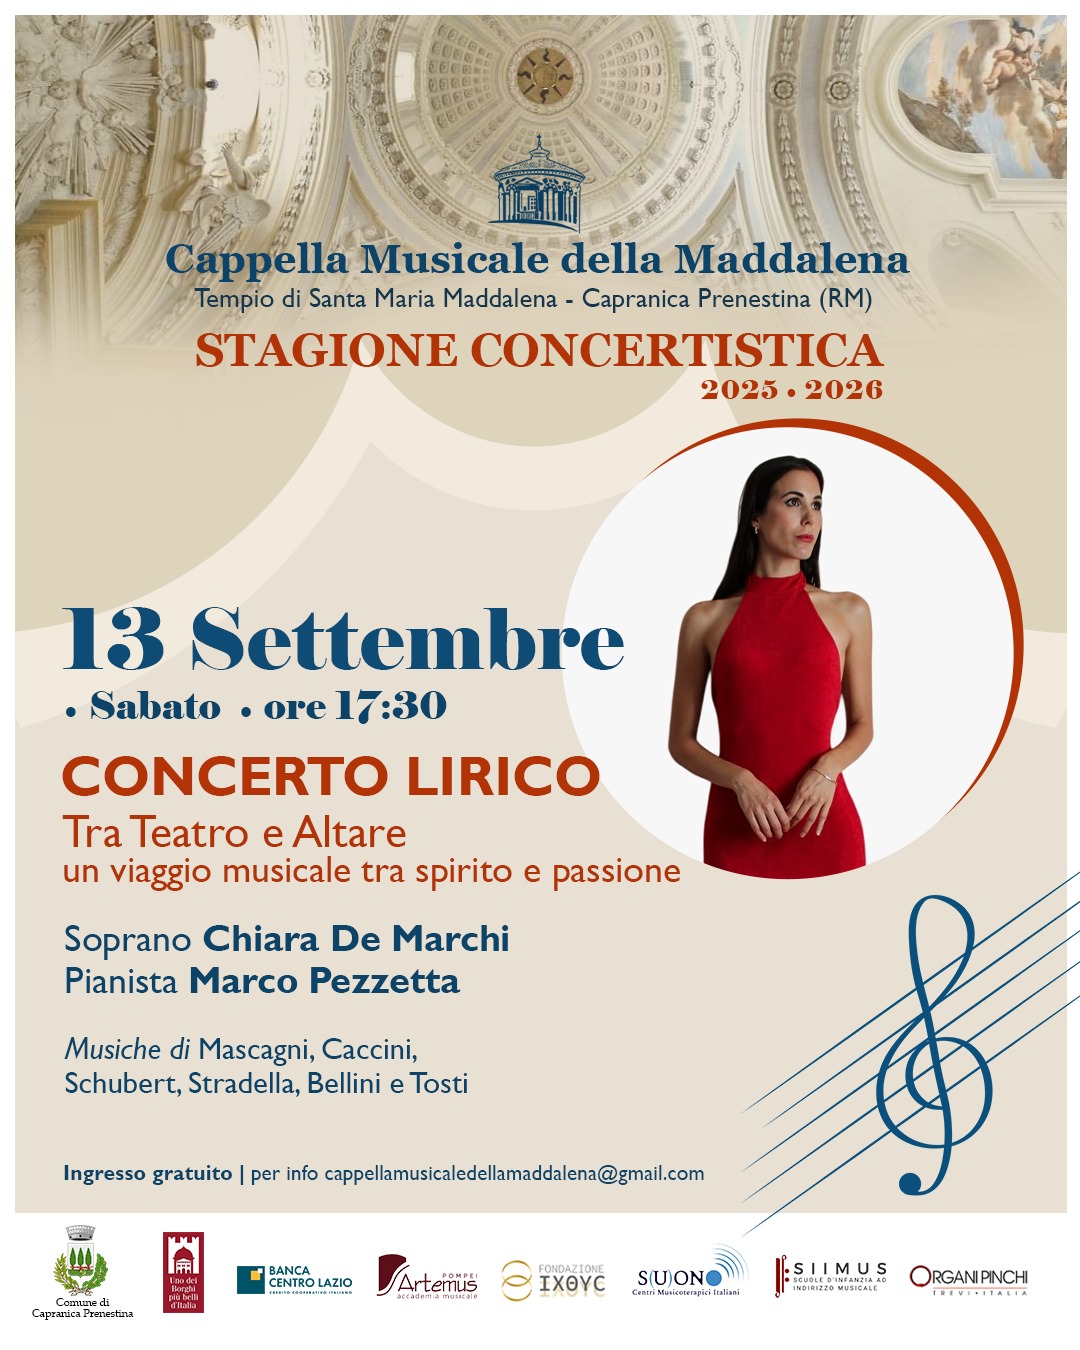 Cappella Musicale della Maddalena
Tempio di Santa Maria Maddalena - Capranica Prenestina (RM)
STAGIONE CONCERTISTICA
2025 • 2026
13 Settembre
• Sabato • ore 17:30
CONCERTO LIRICO
Tra Teatro e Altare
un viaggio musicale tra spirito e passione
Soprano Chiara De Marchi
Pianista Marco Pezzetta
Musiche di Mascagni, Caccini,
Schubert, Stradella, Bellini e Tosti
Ingresso gratuito | per info cappellamusicaledellamaddalena@gmail.com
Comune di
Capranica Prenestina
Uno dei
Borghi
più belli
d'Italia
BANCA
CENTRO LAZIO
CREDITO COOPERATIVO ITALIANO
POMPEI
Artemus
accademia musicale
FONDAZIONE
ΙΧΘΥϹ
S(U)ONO
Centri Musicoterapici Italiani
SIIMUS
SCUOLE D'INFANZIA AD
INDIRIZZO MUSICALE
ORGANI PINCHI
TREVI • ITALIA